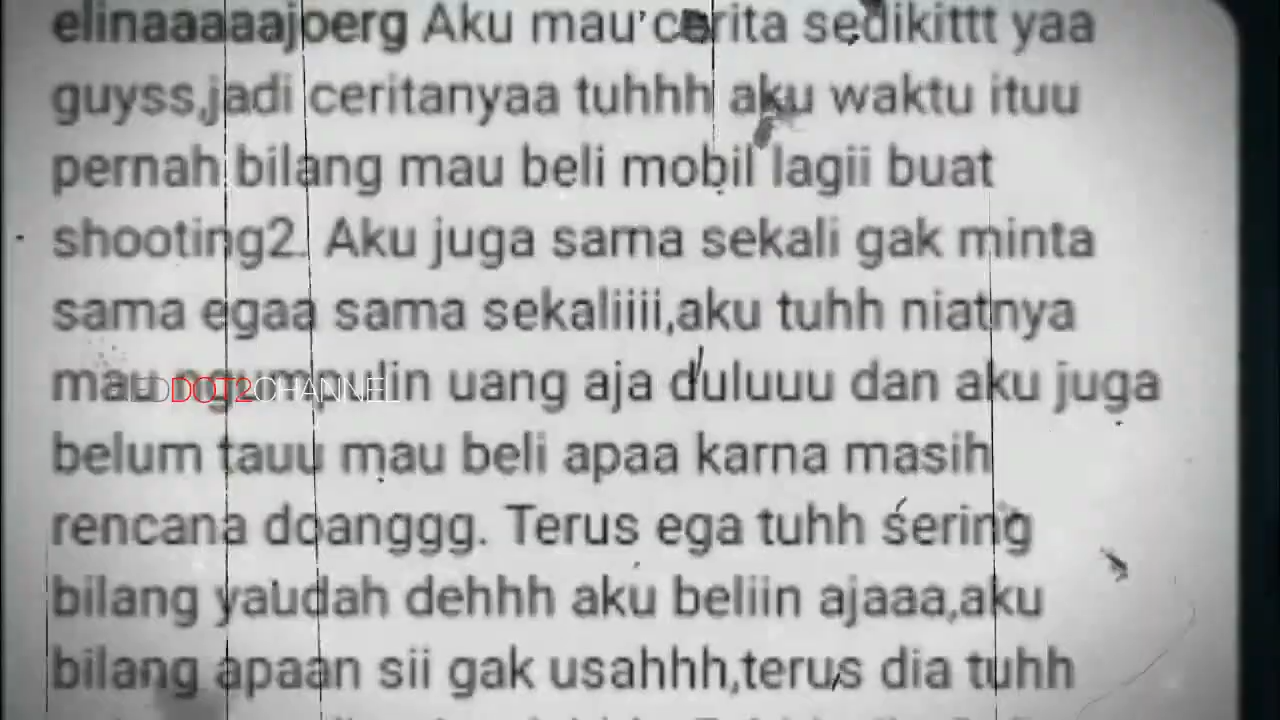 elinaaaaaajoerg Aku mau cerita sedikittt yaa
guyss,jadi ceritanyaa tuhhh aku waktu ituu
pernah bilang mau beli mobil lagii buat
shooting2. Aku juga sama sekali gak minta
sama egaa sama sekaliiii,aku tuhh niatnya
mau ngumpulin uang aja duluuu dan aku juga
REDDOT2CHANNEL
belum tauu mau beli apaa karna masih
rencana doanggg. Terus ega tuhh sering
bilang yaudah dehhh aku beliin ajaaa,aku
bilang apaan sii gak usahhh,terus dia tuhh